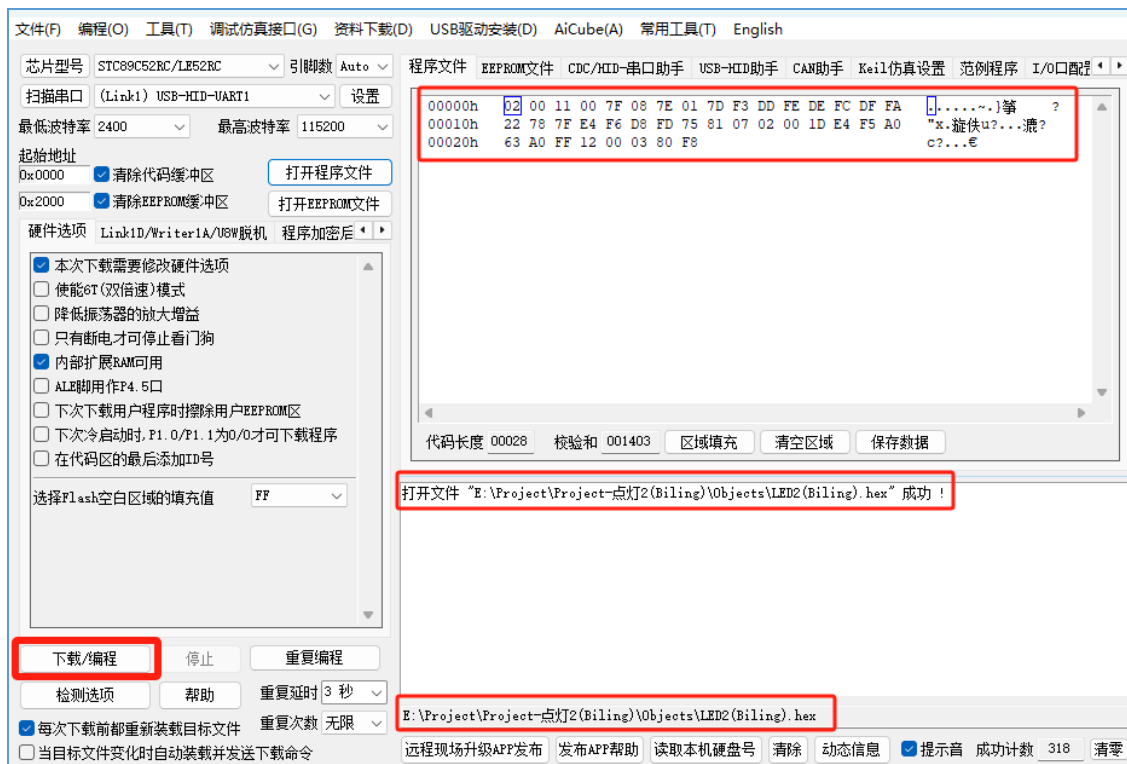 文件(F) 编程(O) 工具(T) 调试仿真接口(G) 资料下载(D) USB驱动安装(D) AiCube(A) 常用工具(T) English
芯片型号 STC89C52RC/LE52RC 引脚数 Auto
扫描串口 (Link1) USB-HID-UART1 设置
最低波特率 2400 最高波特率 115200
起始地址
0x0000 清除代码缓冲区 打开程序文件
0x2000 清除EEPROM缓冲区 打开EEPROM文件
硬件选项 Link1D/Writer1A/U8W脱机 程序加密后
本次下载需要修改硬件选项
使能6T(双倍速)模式
降低振荡器的放大增益
只有断电才可停止看门狗
内部扩展RAM可用
ALE脚用作P4.5口
下次下载用户程序时擦除用户EEPROM区
下次冷启动时,P1.0/P1.1为0/0才可下载程序
在代码区的最后添加ID号
选择Flash空白区域的填充值 FF
下载/编程 停止 重复编程
检测选项 帮助 重复延时 3 秒
每次下载前都重新装载目标文件 重复次数 无限
当目标文件变化时自动装载并发送下载命令
程序文件 EEPROM文件 CDC/HID-串口助手 USB-HID助手 CAN助手 Keil仿真设置 范例程序 I/O口配
00000h 02 00 11 00 7F 08 7E 01 7D F3 DD FE DE FC DF FA ......~.}筝 ?
00010h 22 78 7F E4 F6 D8 FD 75 81 07 02 00 1D E4 F5 A0 "x. u?... ?
00020h 63 A0 FF 12 00 03 80 F8 c?...€
代码长度 00028 校验和 001403 区域填充 清空区域 保存数据
打开文件 "E:\Project\Project-点灯2(Biling)\Objects\LED2(Biling).hex" 成功 !
E:\Project\Project-点灯2(Biling)\Objects\LED2(Biling).hex
远程现场升级APP发布 发布APP帮助 读取本机硬盘号 清除 动态信息 提示音 成功计数 318 清零